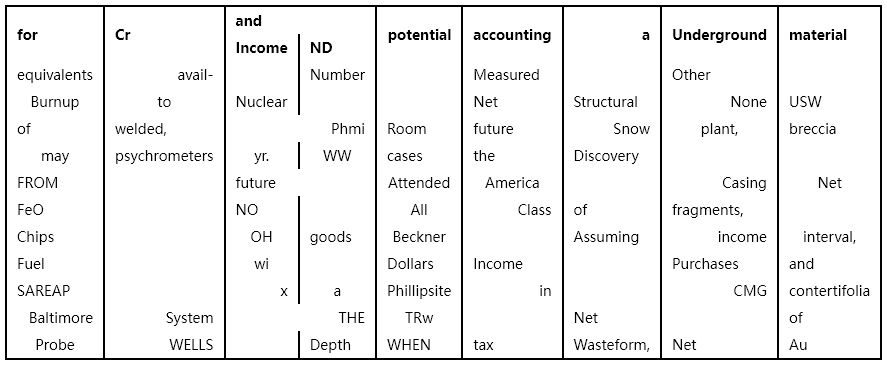 for Cr and potential accounting a Underground material
Income ND
equivalents avail- Number Measured Other
Burnup to Nuclear Net Structural None USW
of welded, Phmi Room future Snow plant, breccia
may psychrometers yr. WW cases the Discovery
FROM future Attended America Casing Net
FeO NO All Class of fragments,
Chips OH goods Beckner Assuming income interval,
Fuel wi Dollars Income Purchases and
SAREAP x a Phillipsite in CMG contertifolia
Baltimore System THE TRw Net of
Probe WELLS Depth WHEN tax Wasteform, Net Au